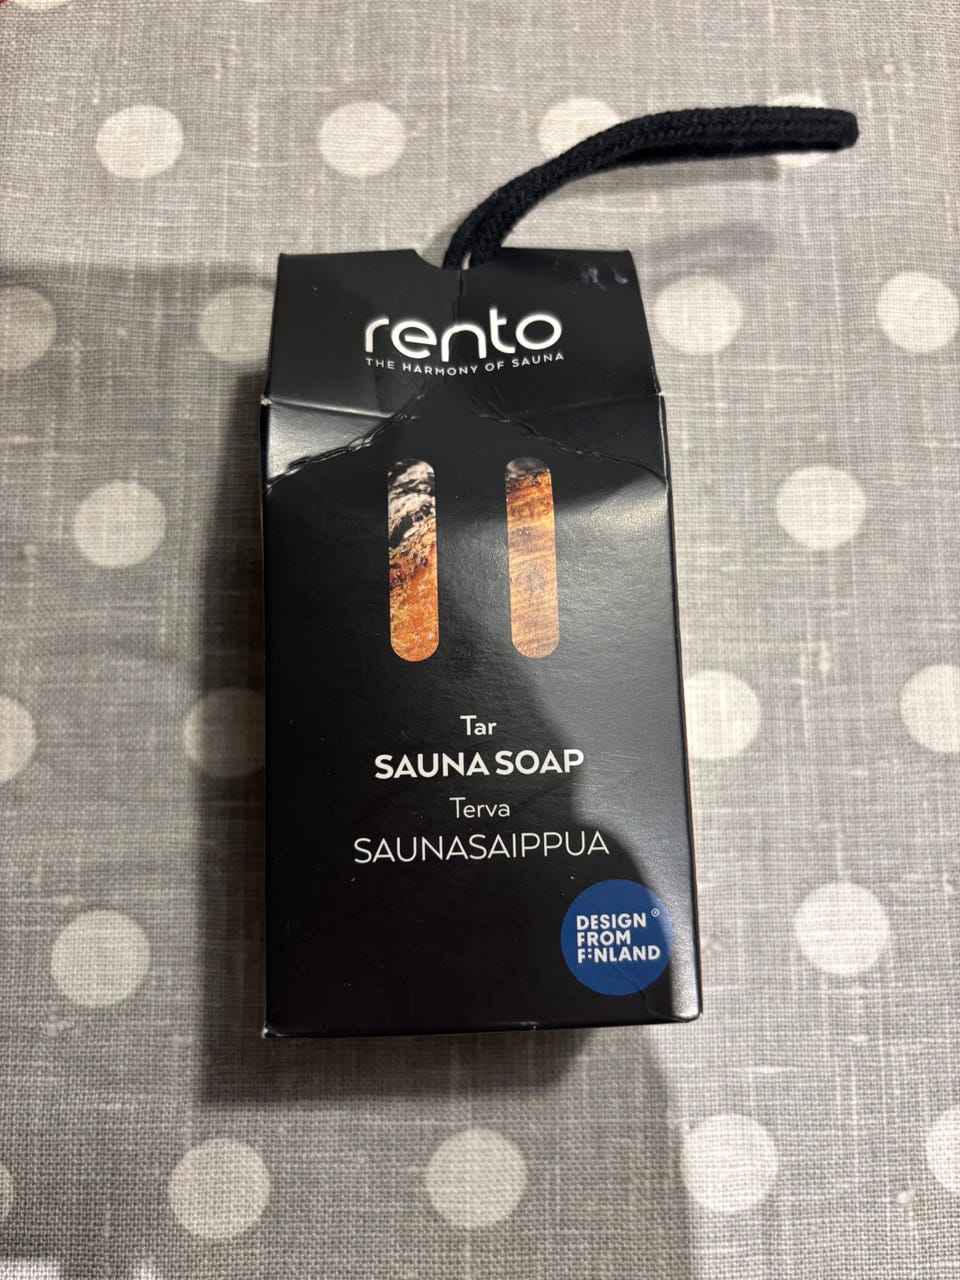 rento
THE HARMONY OF SAUNA
Tar
SAUNA SOAP
Terva
SAUNASAIPPUA
DESIGN ®
FROM
FINLAND